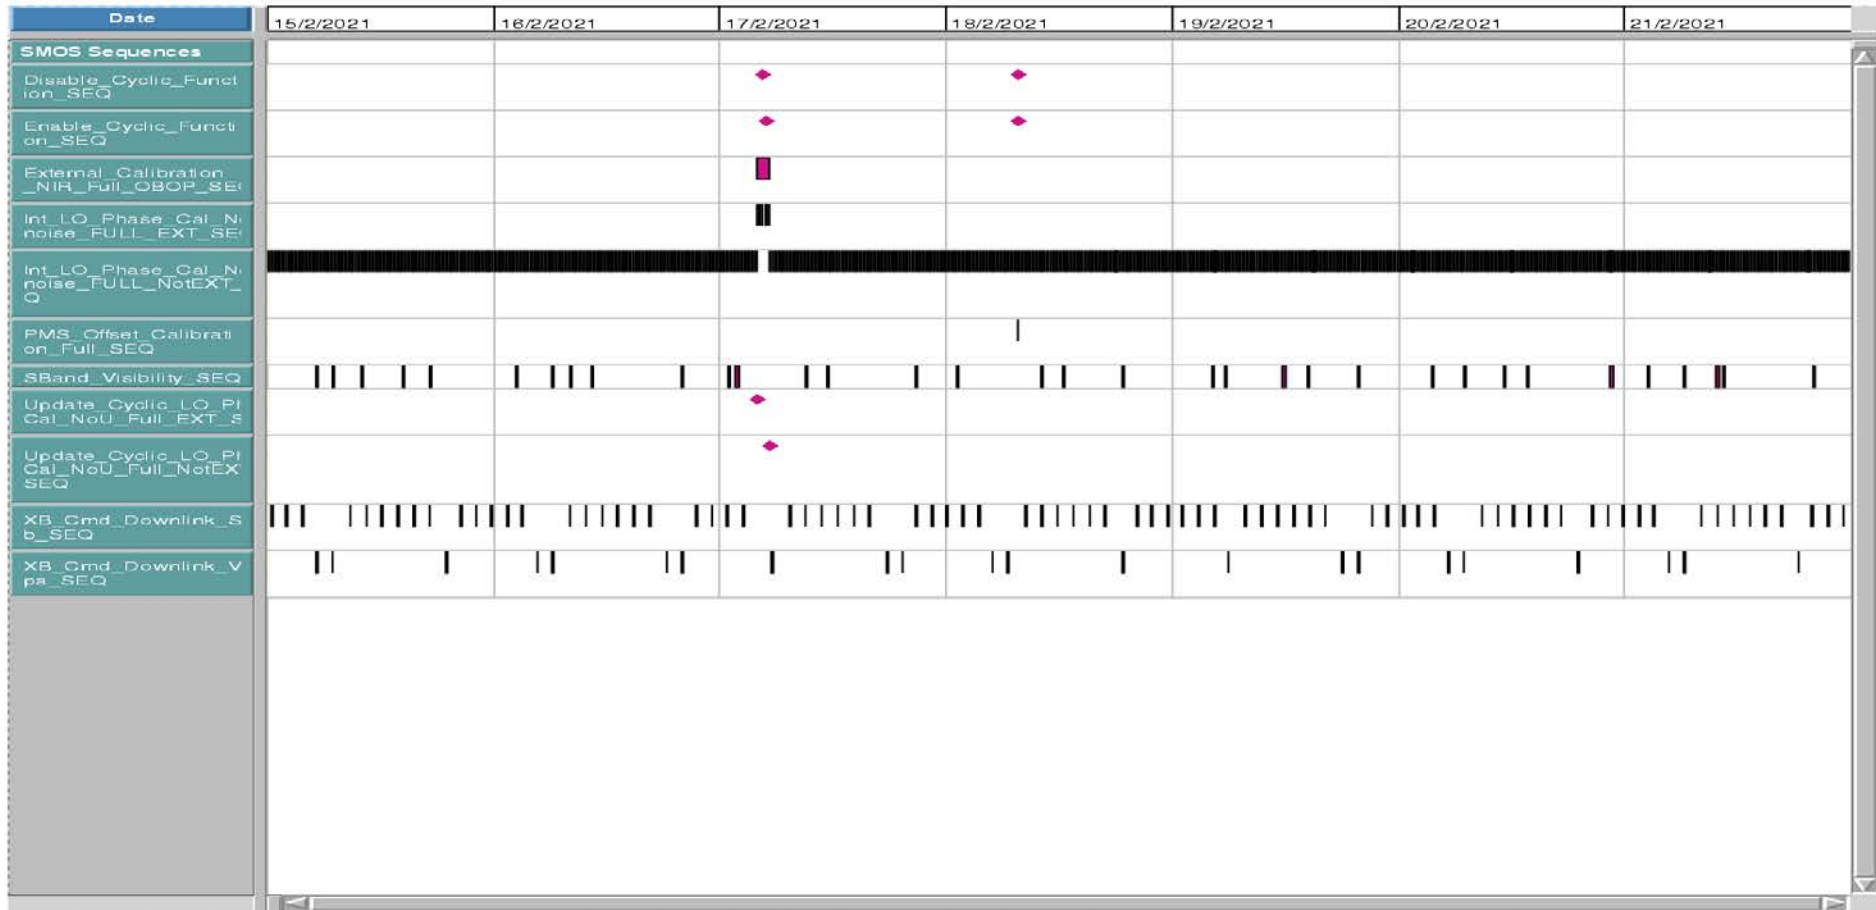 Date
15/2/2021 16/2/2021 17/2/2021 18/2/2021 19/2/2021 20/2/2021 21/2/2021
SMOS Sequences
Disable_Cyclic_Funct
ion_SEQ
Enable_Cyclic_Functi
on_SEQ
External_Calibration
_NIR_Full_OBOP_SE
Int_LO_Phase_Cal_N
noise_FULL_EXT_SE
Int_LO_Phase_Cal_N
noise_FULL_NotEXT_
Q
PMS_Offset_Calibrati
on_Full_SEQ
SBand_Visibility_SEQ
Update_Cyclic_LO_P
Cal_NoU_Full_EXT_S
Update_Cyclic_LO_P
Cal_NoU_Full_NotEX
SEQ
XB_Cmd_Downlink_S
b_SEQ
XB_Cmd_Downlink_V
pa_SEQ